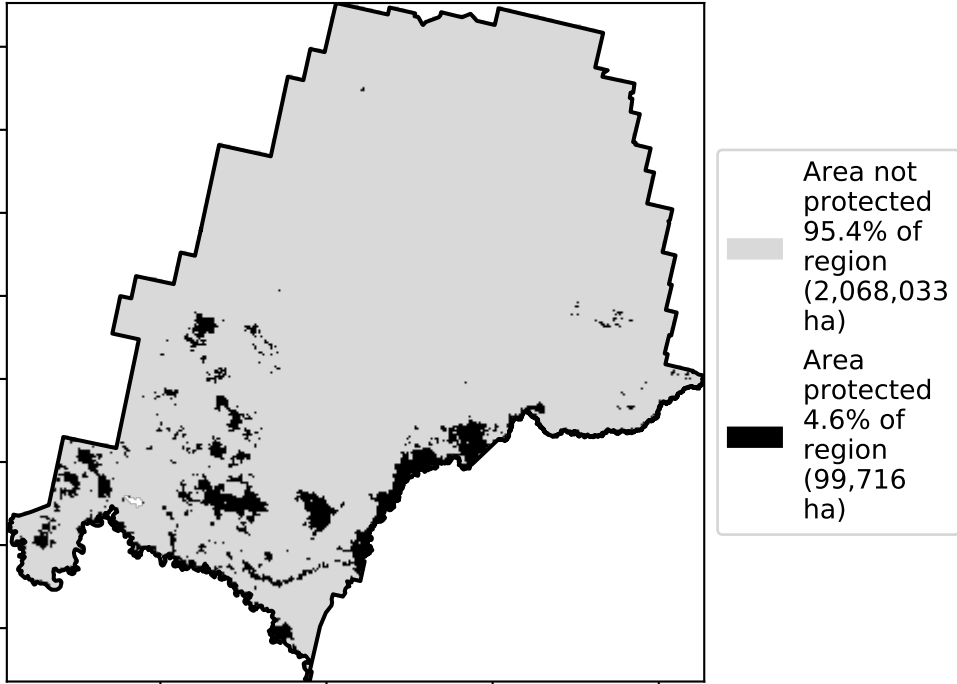 Area not
protected
95.4% of
region
(2,068,033
ha)
Area
protected
4.6% of
region
(99,716
ha)